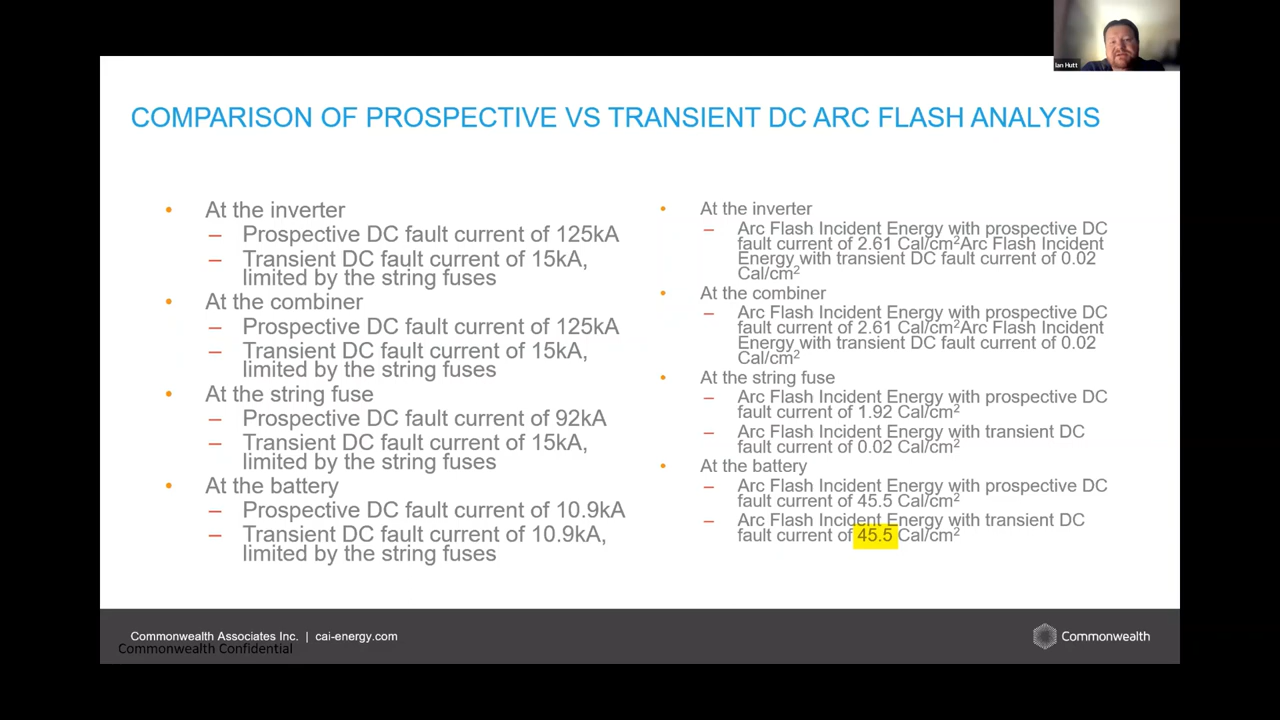 Ian Hutt
COMPARISON OF PROSPECTIVE VS TRANSIENT DC ARC FLASH ANALYSIS
• At the inverter
– Prospective DC fault current of 125kA
– Transient DC fault current of 15kA,
limited by the string fuses
• At the combiner
– Prospective DC fault current of 125kA
– Transient DC fault current of 15kA,
limited by the string fuses
• At the string fuse
– Prospective DC fault current of 92kA
– Transient DC fault current of 15kA,
limited by the string fuses
• At the battery
– Prospective DC fault current of 10.9kA
– Transient DC fault current of 10.9kA,
limited by the string fuses
• At the inverter
– Arc Flash Incident Energy with prospective DC
fault current of 2.61 Cal/cm²Arc Flash Incident
Energy with transient DC fault current of 0.02
Cal/cm²
• At the combiner
– Arc Flash Incident Energy with prospective DC
fault current of 2.61 Cal/cm²Arc Flash Incident
Energy with transient DC fault current of 0.02
Cal/cm²
• At the string fuse
– Arc Flash Incident Energy with prospective DC
fault current of 1.92 Cal/cm²
– Arc Flash Incident Energy with transient DC
fault current of 0.02 Cal/cm²
• At the battery
– Arc Flash Incident Energy with prospective DC
fault current of 45.5 Cal/cm²
– Arc Flash Incident Energy with transient DC
fault current of 45.5 Cal/cm²
Commonwealth Associates Inc. | cai-energy.com
Commonwealth Confidential
Commonwealth